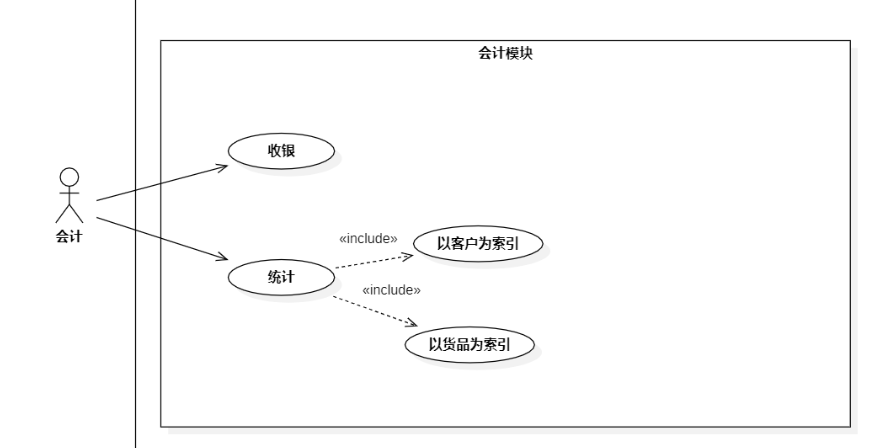 会计模块
收银
会计
«include»
以客户为索引
统计
«include»
以货品为索引